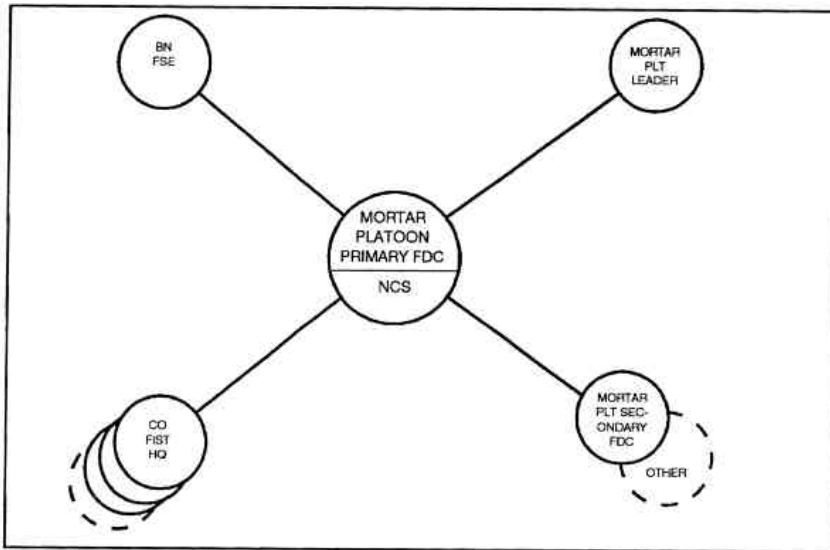 BN
FSE
MORTAR
PLT
LEADER
MORTAR
PLATOON
PRIMARY FDC
NCS
CO
FIST
HQ
MORTAR
PLT SEC-
ONDARY
FDC
OTHER